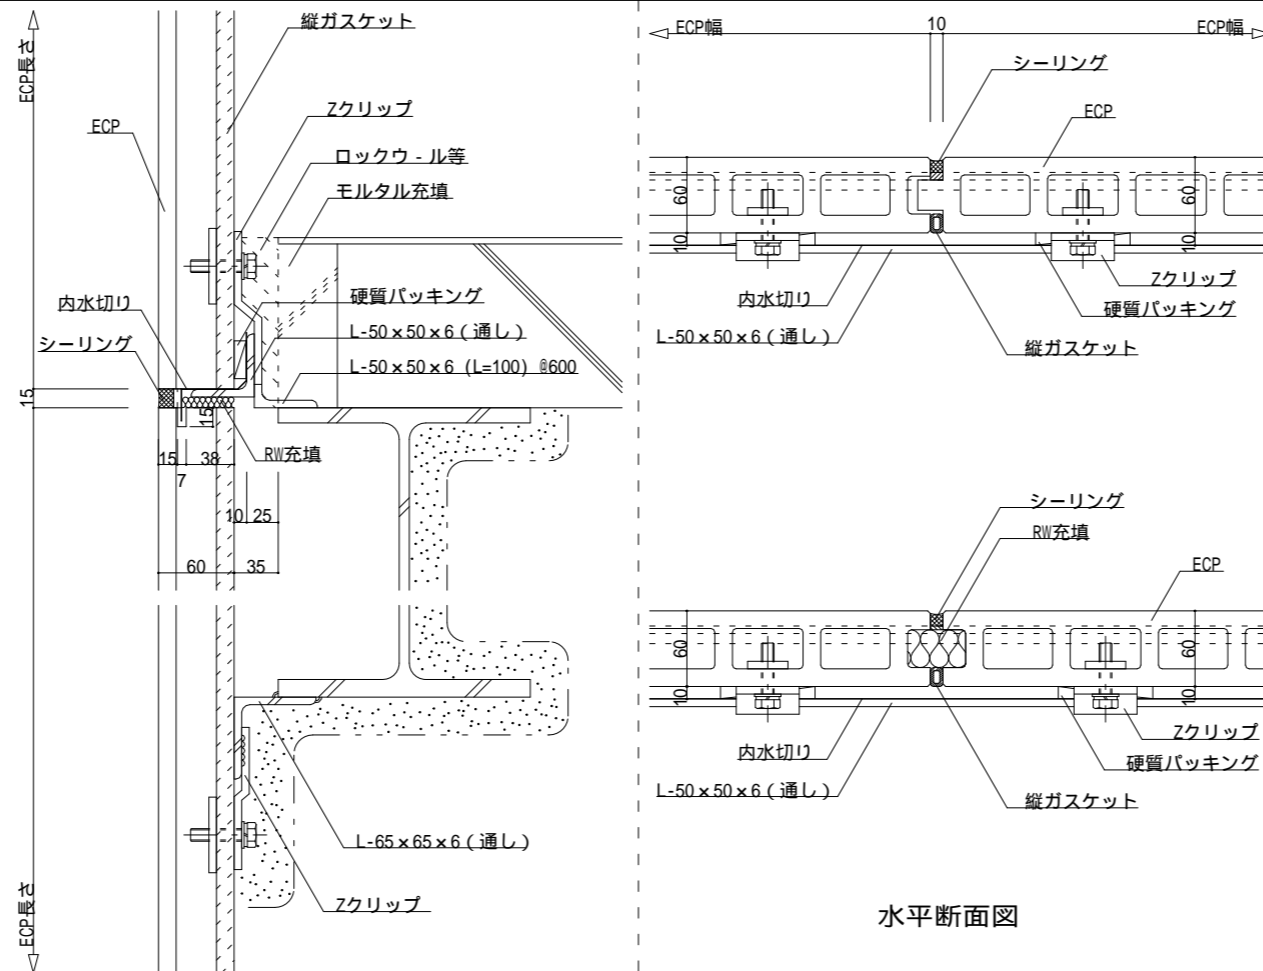 ECP長さ
縦ガスケット
Zクリップ
ECP
ロックウ-ル等
モルタル充填
内水切り
硬質パッキング
シーリング
L-50×50×6(通し)
L-50×50×6 (L=100) @600
15
15
15
38
7
RW充填
10
25
60
35
L-65×65×6(通し)
Zクリップ
ECP長さ
ECP幅
10
ECP幅
シーリング
ECP
60
60
10
10
Zクリップ
内水切り
硬質パッキング
L-50×50×6(通し)
縦ガスケット
シーリング
RW充填
ECP
60
60
10
10
Zクリップ
内水切り
硬質パッキング
L-50×50×6(通し)
縦ガスケット
水平断面図